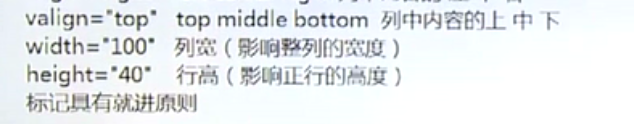 valign="top" top middle bottom 列中内容的上 中 下
width="100" 列宽（影响整列的宽度）
height="40" 行高（影响正行的高度）
标记具有就进原则